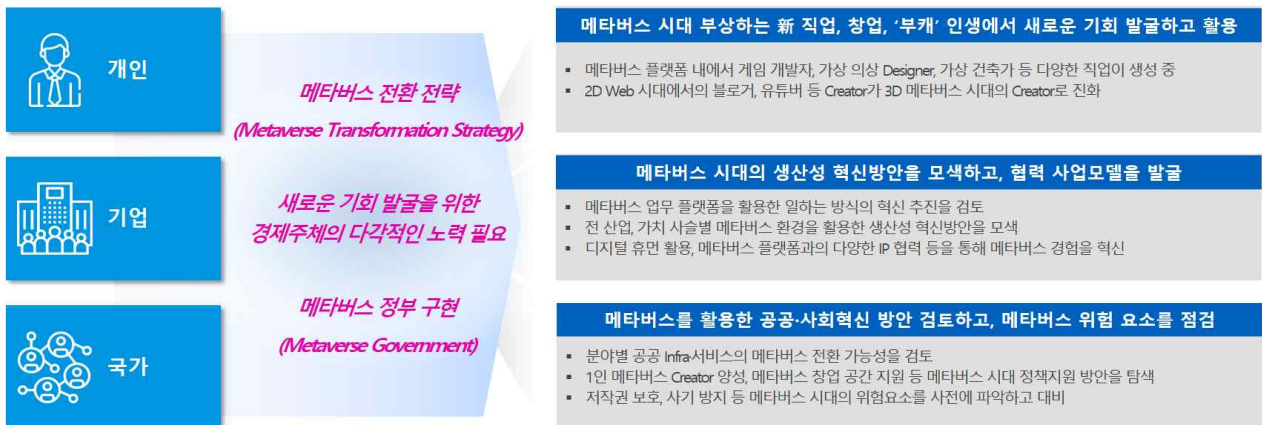 개인
기업
국가
메타버스 전환 전략
(Metaverse Transformation Strategy)
새로운 기회 발굴을 위한
경제주체의 다각적인 노력 필요
메타버스 정부 구현
(Metaverse Government)
메타버스 시대 부상하는 新 직업, 창업, ‘부캐’ 인생에서 새로운 기회 발굴하고 활용
▪ 메타버스 플랫폼 내에서 게임 개발자, 가상 의상 Designer, 가상 건축가 등 다양한 직업이 생성 중
▪ 2D Web 시대에서의 블로거, 유튜버 등 Creator가 3D 메타버스 시대의 Creator로 진화
메타버스 시대의 생산성 혁신방안을 모색하고, 협력 사업모델을 발굴
▪ 메타버스 업무 플랫폼을 활용한 일하는 방식의 혁신 추진을 검토
▪ 전 산업, 가치 사슬별 메타버스 환경을 활용한 생산성 혁신방안을 모색
▪ 디지털 휴먼 활용, 메타버스 플랫폼과의 다양한 IP 협력 등을 통해 메타버스 경험을 혁신
메타버스를 활용한 공공·사회혁신 방안 검토하고, 메타버스 위험 요소를 점검
▪ 분야별 공공 Infra·서비스의 메타버스 전환 가능성을 검토
▪ 1인 메타버스 Creator 양성, 메타버스 창업 공간 지원 등 메타버스 시대 정책지원 방안을 탐색
▪ 저작권 보호, 사기 방지 등 메타버스 시대의 위험요소를 사전에 파악하고 대비